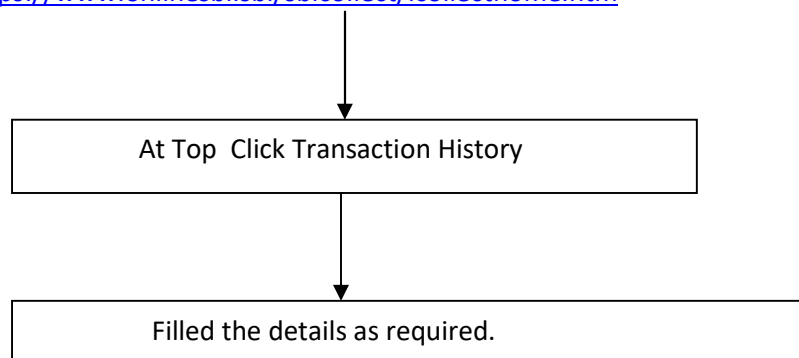 At Top Click Transaction History
Filled the details as required.